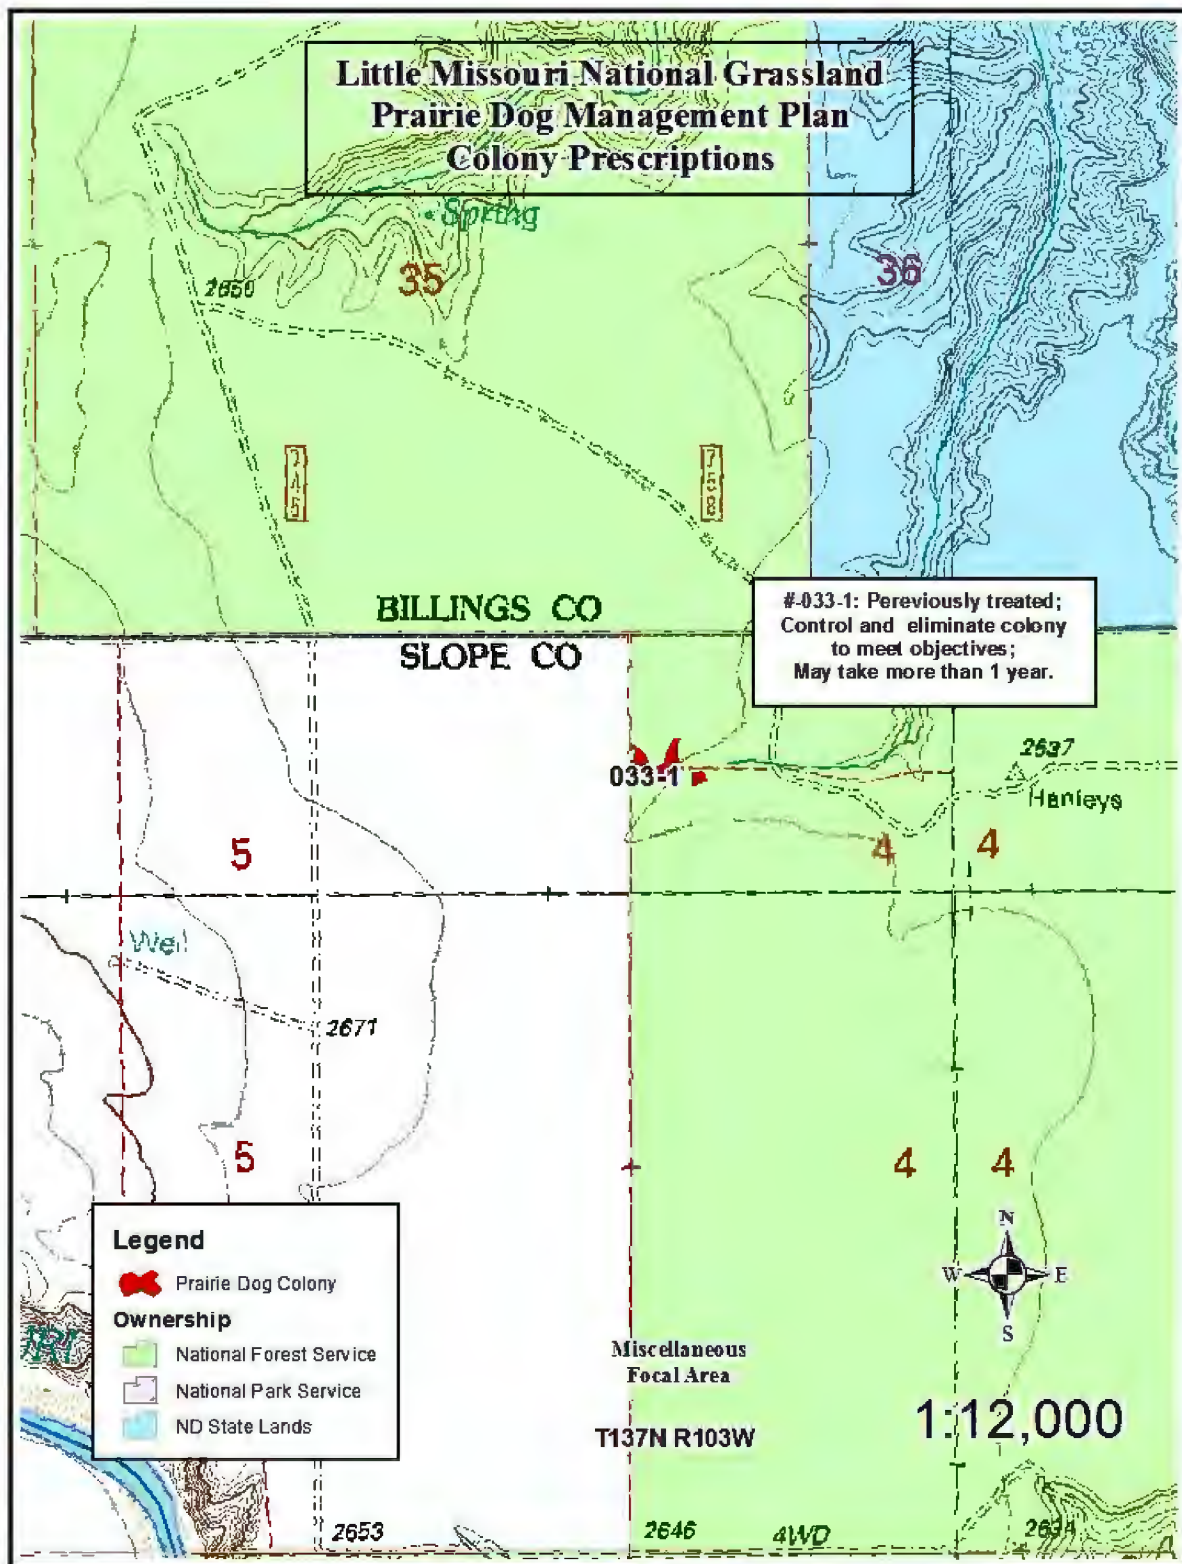 Little Missouri National Grassland
Prairie Dog Management Plan
Colony Prescriptions
Spring
35
36
2650
745
758
BILLINGS CO
SLOPE CO
#-033-1: Pereviously treated;
Control and eliminate colony
to meet objectives;
May take more than 1 year.
033-1
2637
Hanleys
5
4
4
Well
2671
5
4
4
Legend
Prairie Dog Colony
Ownership
National Forest Service
National Park Service
ND State Lands
N
W
E
S
Miscellaneous
Focal Area
1:12,000
T137N R103W
2653
2646
4WD
2634